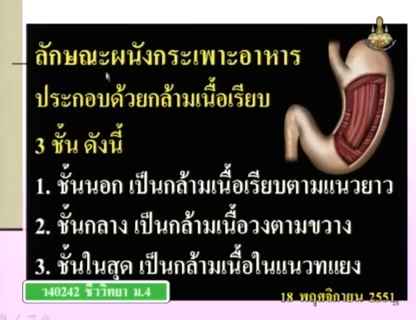 ลักษณะผนังกระเพาะอาหาร
ประกอบด้วยกล้ามเนื้อเรียบ
3 ชั้น ดังนี้
1. ชั้นนอก เป็นกล้ามเนื้อเรียบตามแนวยาว
2. ชั้นกลาง เป็นกล้ามเนื้อวงตามขวาง
3. ชั้นในสุด เป็นกล้ามเนื้อในแนวทแยง
ว40242 ชีววิทยา ม.4
18 พฤศจิกายน 2551